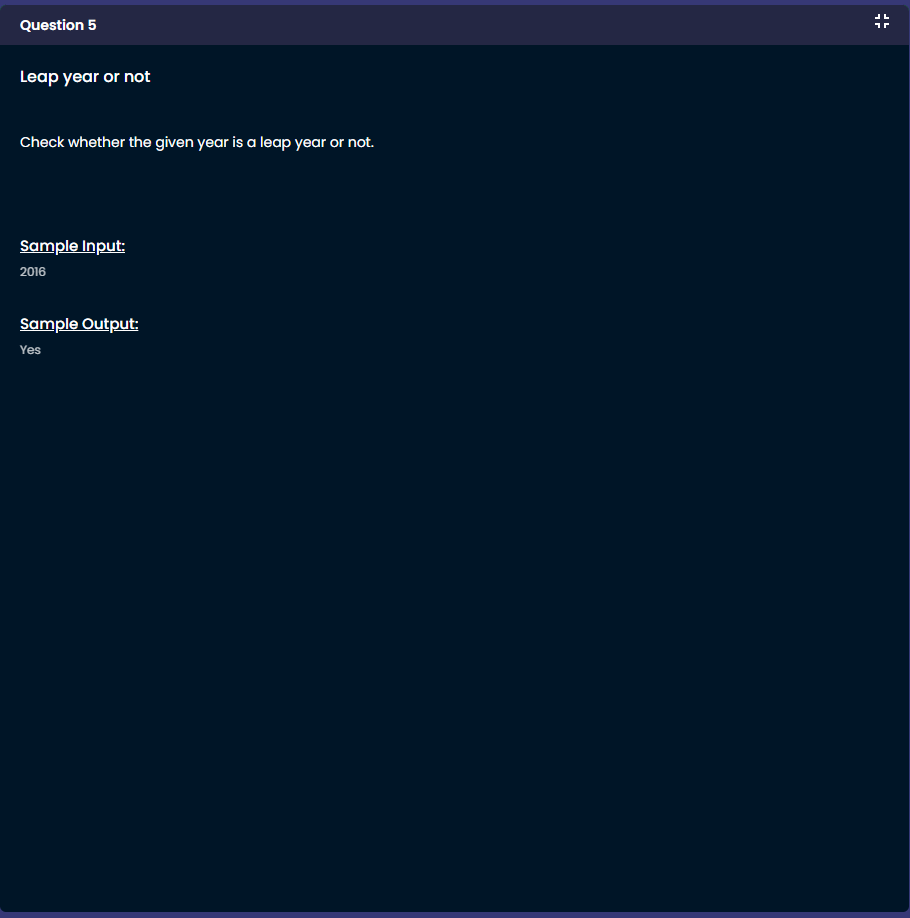 Question 5
Leap year or not
Check whether the given year is a leap year or not.
Sample Input:
2016
Sample Output:
Yes